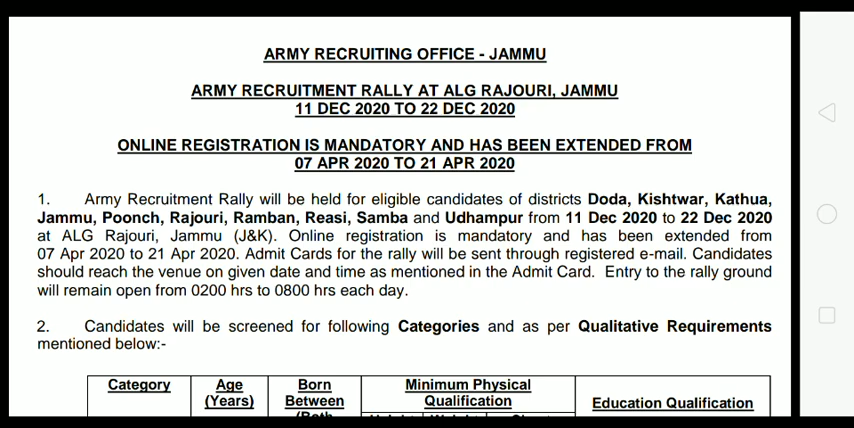 ARMY RECRUITING OFFICE - JAMMU
ARMY RECRUITMENT RALLY AT ALG RAJOURI, JAMMU
11 DEC 2020 TO 22 DEC 2020
ONLINE REGISTRATION IS MANDATORY AND HAS BEEN EXTENDED FROM
07 APR 2020 TO 21 APR 2020
1. Army Recruitment Rally will be held for eligible candidates of districts Doda, Kishtwar, Kathua,
Jammu, Poonch, Rajouri, Ramban, Reasi, Samba and Udhampur from 11 Dec 2020 to 22 Dec 2020
at ALG Rajouri, Jammu (J&K). Online registration is mandatory and has been extended from
07 Apr 2020 to 21 Apr 2020. Admit Cards for the rally will be sent through registered e-mail. Candidates
should reach the venue on given date and time as mentioned in the Admit Card. Entry to the rally ground
will remain open from 0200 hrs to 0800 hrs each day.
2. Candidates will be screened for following Categories and as per Qualitative Requirements
mentioned below:-
Category Age Born Minimum Physical
(Years) Between Qualification Education Qualification